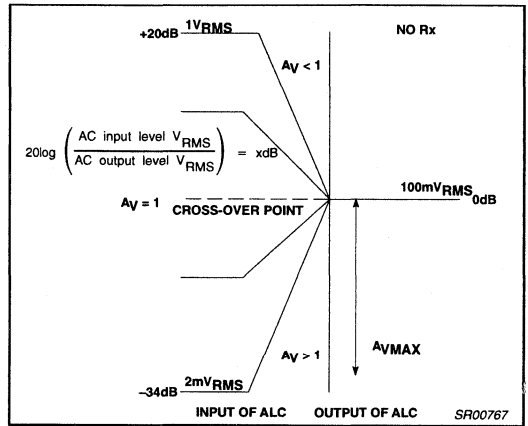 +20dB 1VRMS NO Rx
AV < 1
20log ( AC input level VRMS / AC output level VRMS ) = xdB
100mVRMS 0dB
AV = 1 CROSS-OVER POINT
AVMAX
AV > 1
–34dB 2mVRMS
INPUT OF ALC OUTPUT OF ALC SR00767